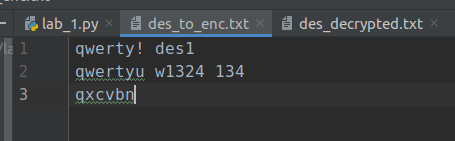 lab_1.py × des_to_enc.txt × des_decrypted.txt ×
1 qwerty! des1
2 qwertyu w1324 134
3 qxcvbn